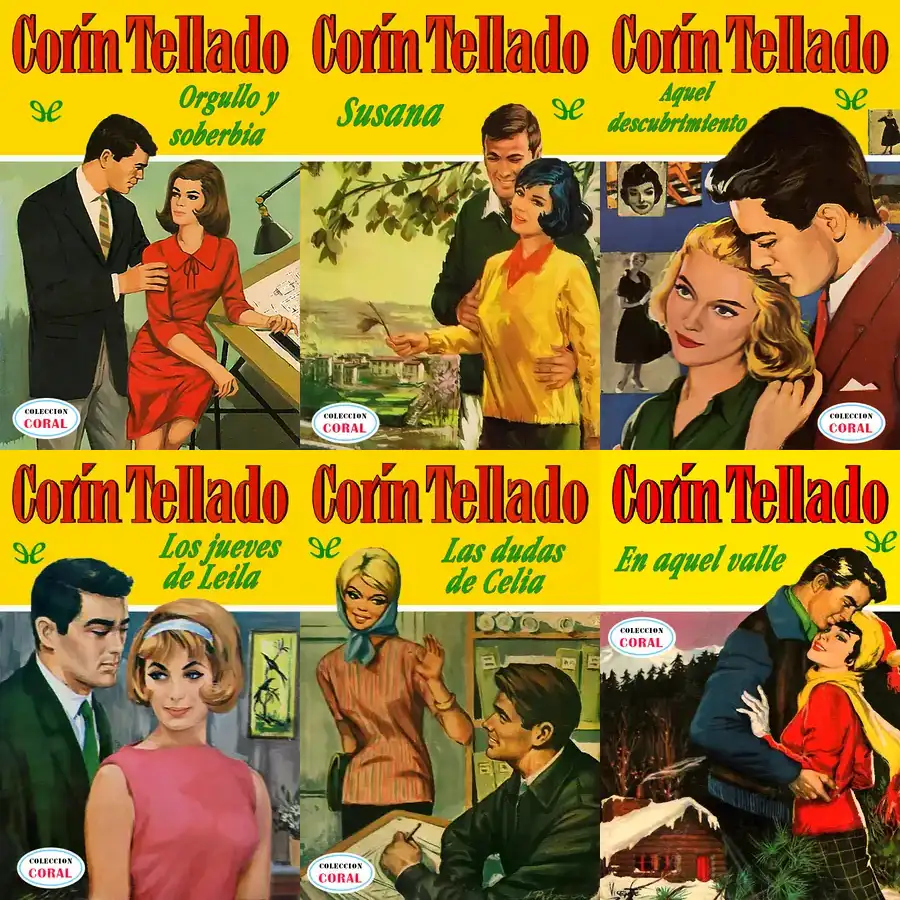 Corín Tellado
Orgullo y
soberbia
COLECCION
CORAL
Corín Tellado
Susana
COLECCION
CORAL
Corín Tellado
Aquel
descubrimiento
COLECCION
CORAL
Corín Tellado
Los jueves
de Leila
COLECCION
CORAL
Corín Tellado
Las dudas
de Celia
COLECCION
CORAL
Corín Tellado
En aquel valle
COLECCION
CORAL